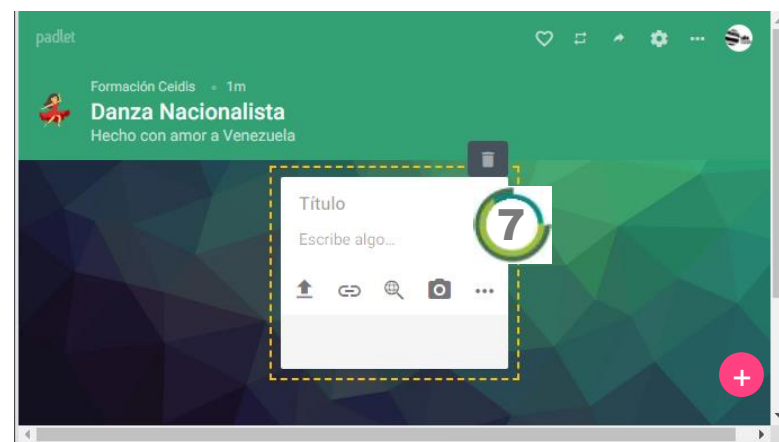 padlet
Formación Ceidis • 1m
Danza Nacionalista
Hecho con amor a Venezuela
Título
Escribe algo...
7